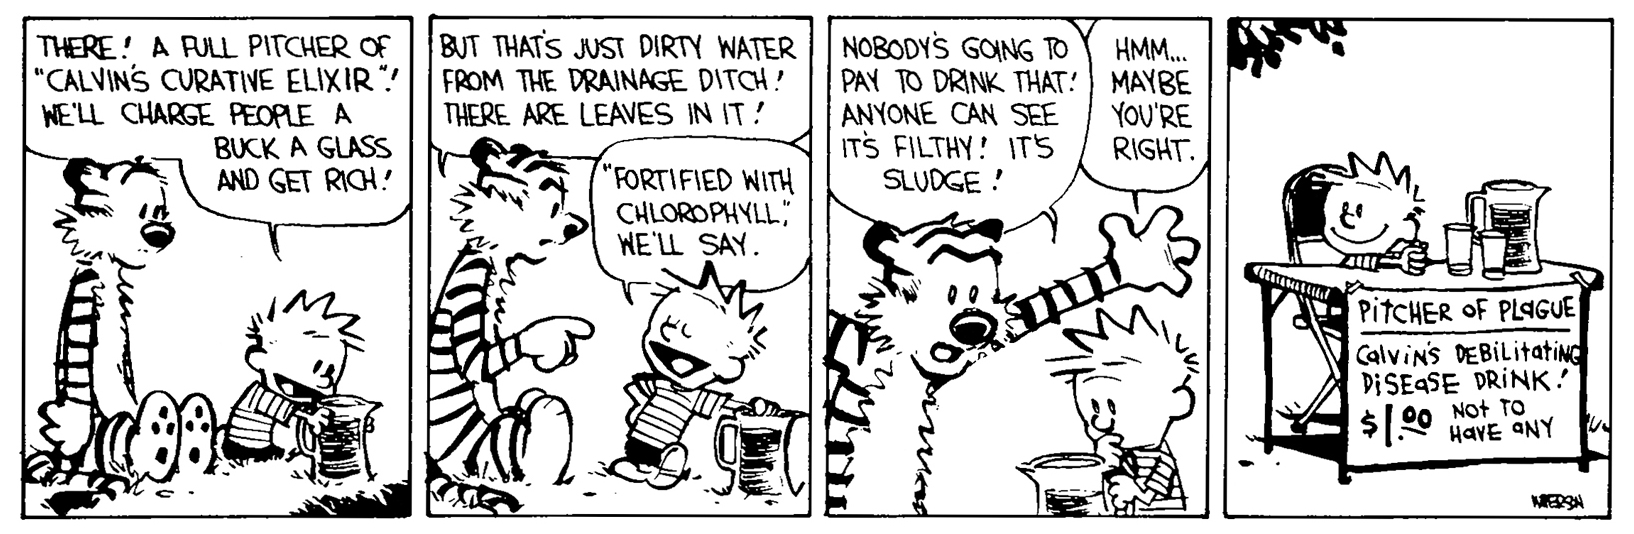 THERE! A FULL PITCHER OF
"CALVIN'S CURATIVE ELIXIR"!
WE'LL CHARGE PEOPLE A
BUCK A GLASS
AND GET RICH!
BUT THAT'S JUST DIRTY WATER
FROM THE DRAINAGE DITCH!
THERE ARE LEAVES IN IT!
"FORTIFIED WITH
CHLOROPHYLL,"
WE'LL SAY.
NOBODY'S GOING TO
PAY TO DRINK THAT!
ANYONE CAN SEE
IT'S FILTHY! IT'S
SLUDGE!
HMM...
MAYBE
YOU'RE
RIGHT.
PITCHER OF PLAGUE
CALVIN'S DEBILITATING
DISEASE DRINK!
$1.00 NOT TO
HAVE ANY
WATTERSON